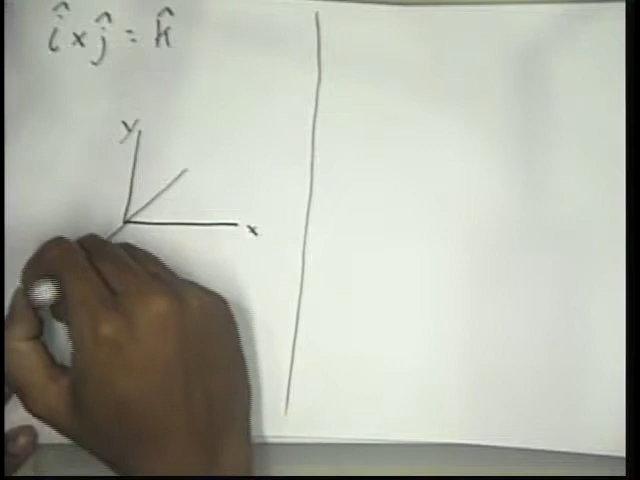 î × ĵ = k̂
y
x